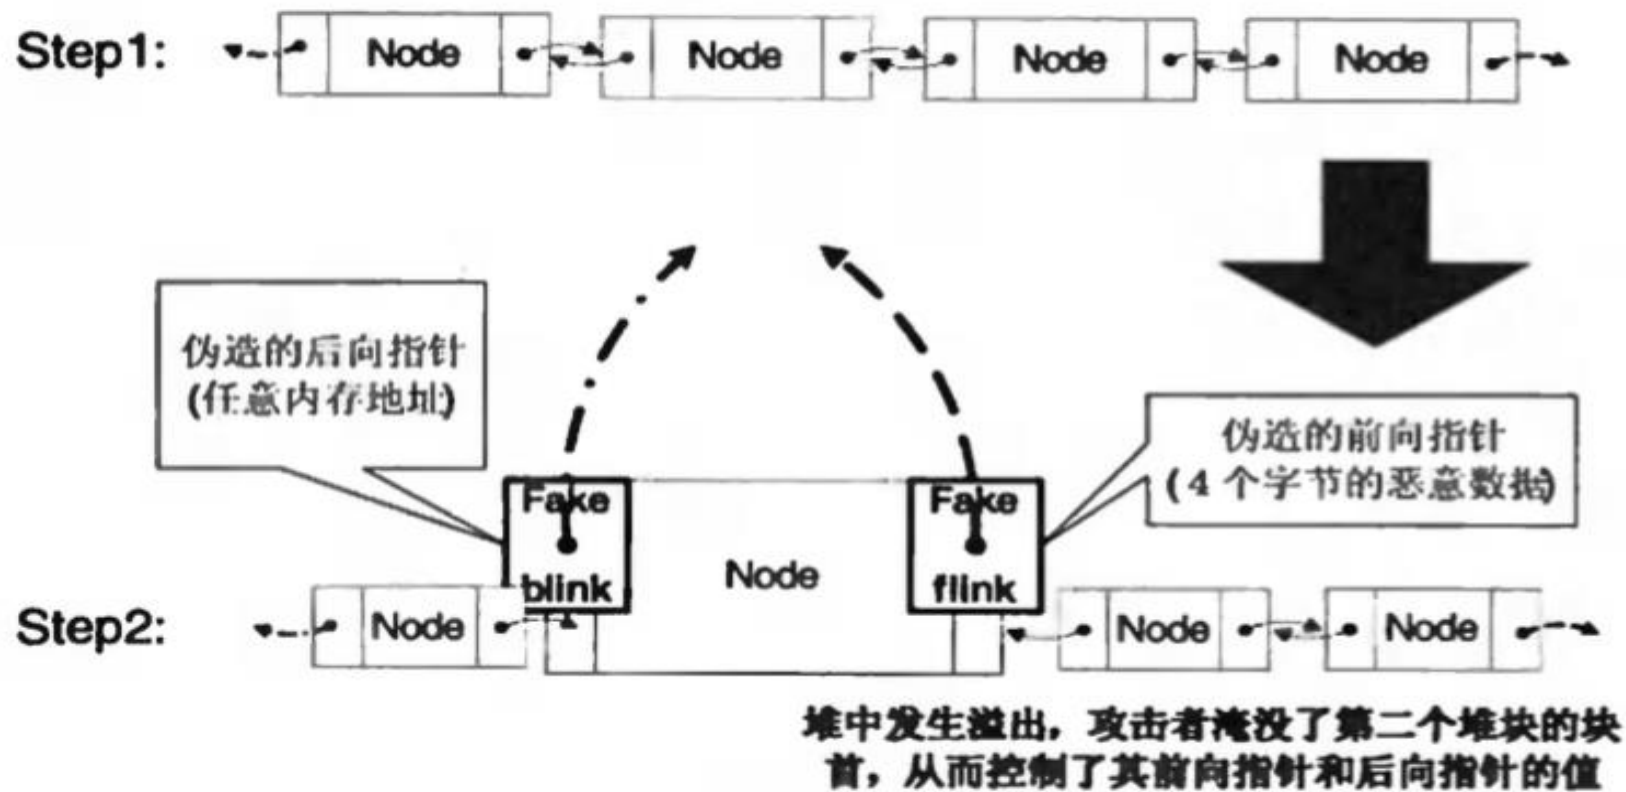 Step1:
Node
Node
Node
Node
伪造的后向指针
(任意内存地址)
伪造的前向指针
(4 个字节的恶意数据)
Fake
blink
Node
Fake
flink
Step2:
Node
Node
Node
堆中发生溢出，攻击者淹没了第二个堆块的块
首，从而控制了其前向指针和后向指针的值